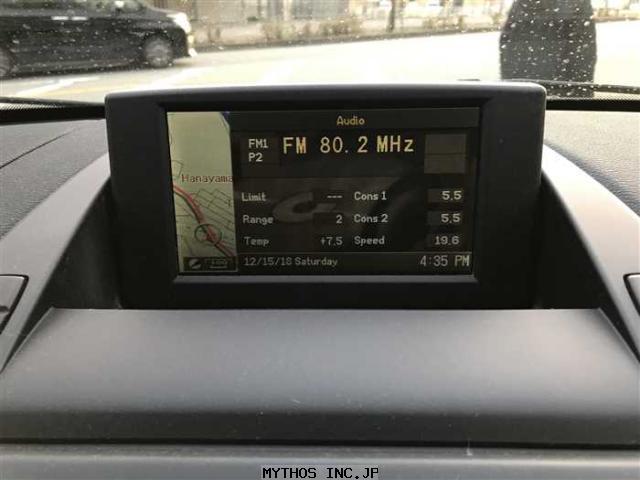 Audio
FM1 FM 80.2 MHz
P2
Hanayama
Limit --- Cons 1 5.5
Range 2 Cons 2 5.5
Temp +7.5 Speed 19.6
12/15/18 Saturday 4:35 PM
MYTHOS INC.JP